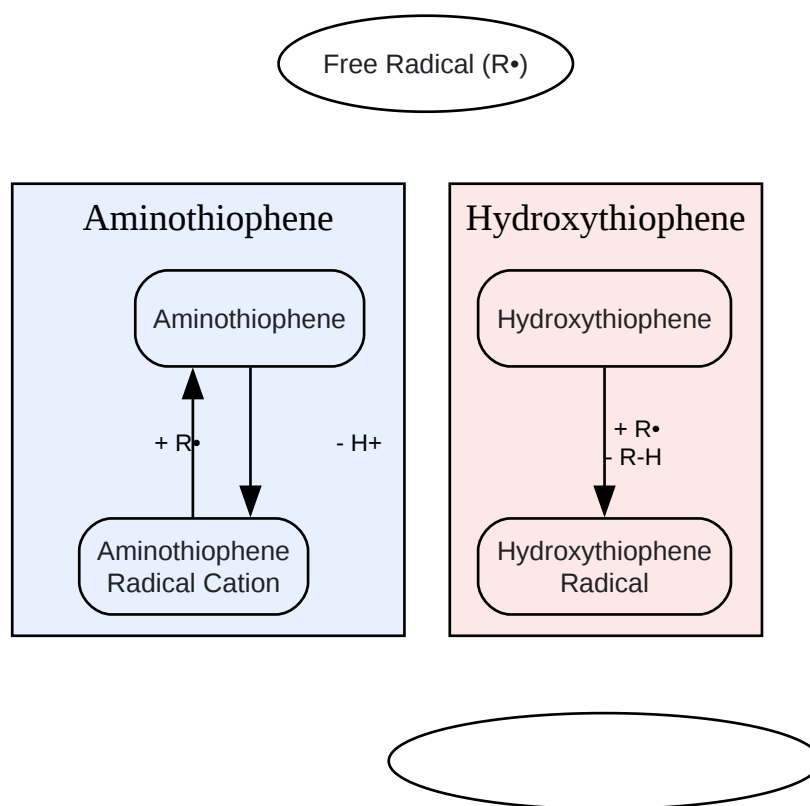 Free Radical (R•)
Aminothiophene
Aminothiophene
+ R•
- H+
Aminothiophene
Radical Cation
Hydroxythiophene
Hydroxythiophene
+ R•
- R-H
Hydroxythiophene
Radical